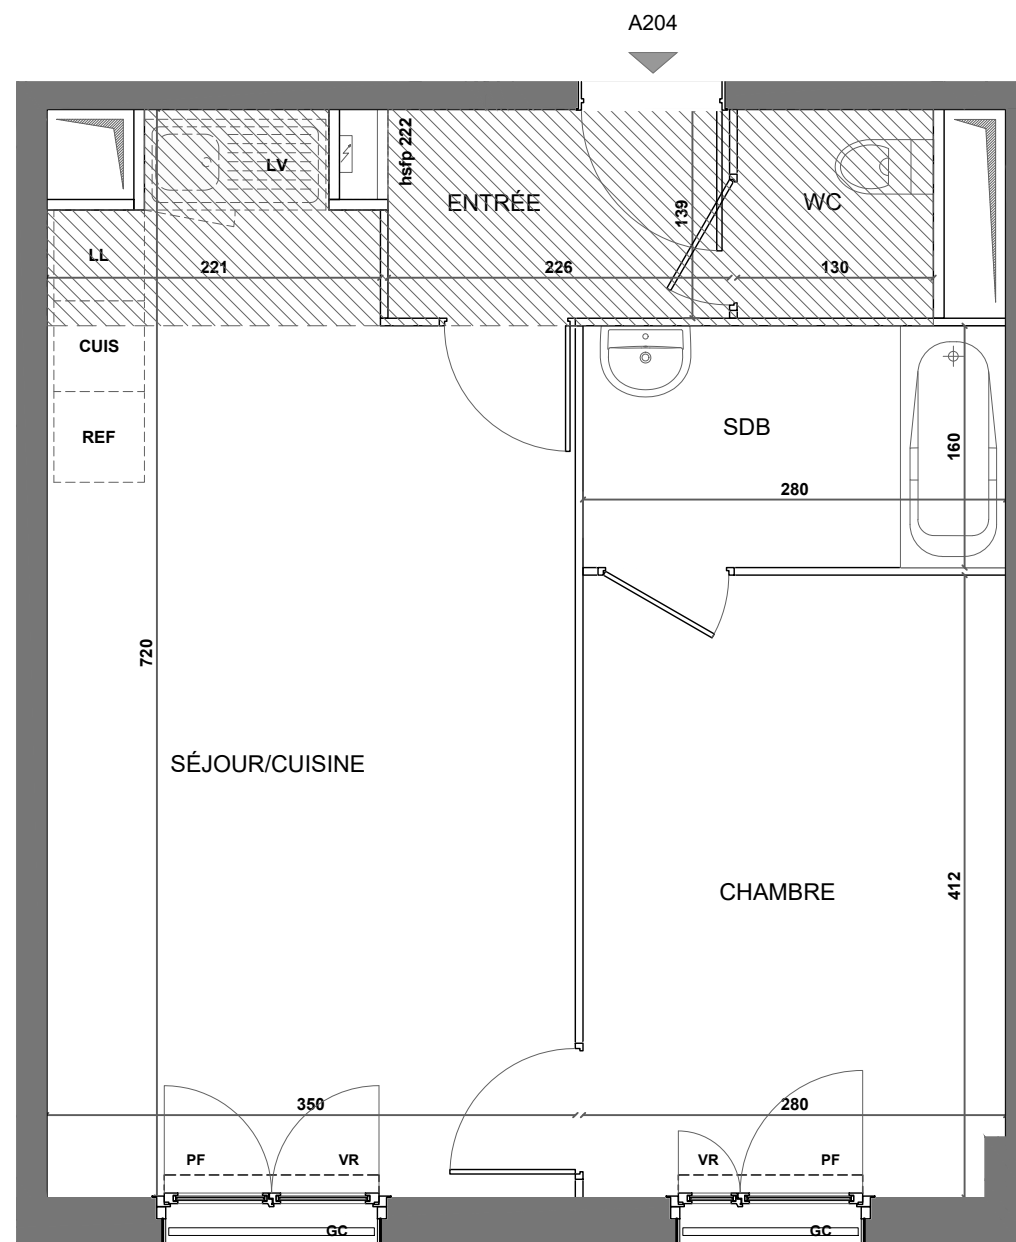 A204
hsfp 222
LV
ENTRÉE
139
WC
LL
221
226
130
CUIS
REF
SDB
160
280
720
SÉJOUR/CUISINE
CHAMBRE
412
350
280
PF
VR
VR
PF
GC
GC